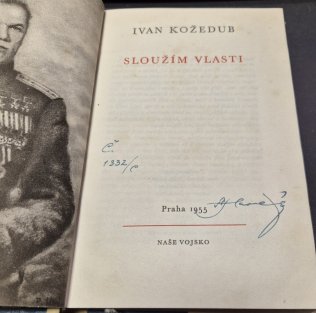 IVAN KOŽEDUB
SLOUŽÍM VLASTI
Č.
1332/c
Praha 1955
NAŠE VOJSKO